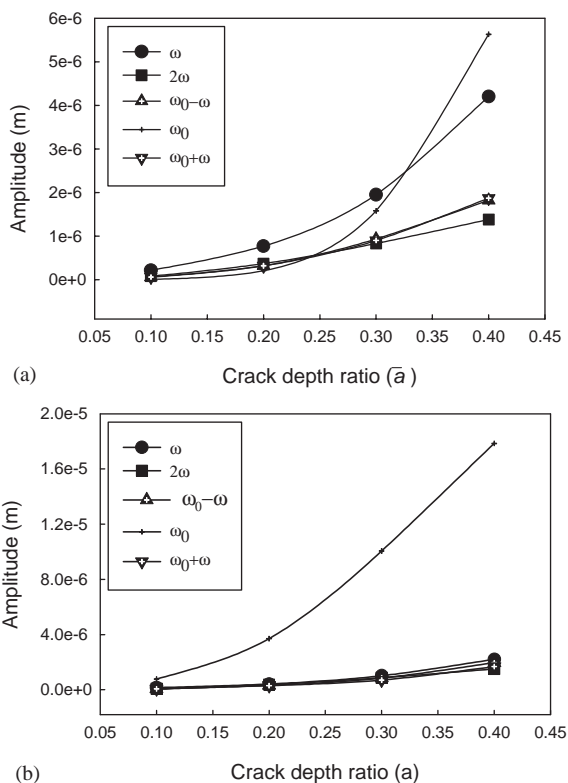 6e-6
5e-6
4e-6
3e-6
2e-6
1e-6
0e+0
Amplitude (m)
ω
2ω
ω₀−ω
ω₀
ω₀+ω
0.05 0.10 0.15 0.20 0.25 0.30 0.35 0.40 0.45
(a) Crack depth ratio (a̅ )
2.0e-5
1.6e-5
1.2e-5
8.0e-6
4.0e-6
0.0e+0
Amplitude (m)
ω
2ω
ω₀−ω
ω₀
ω₀+ω
0.05 0.10 0.15 0.20 0.25 0.30 0.35 0.40 0.45
(b) Crack depth ratio (a)